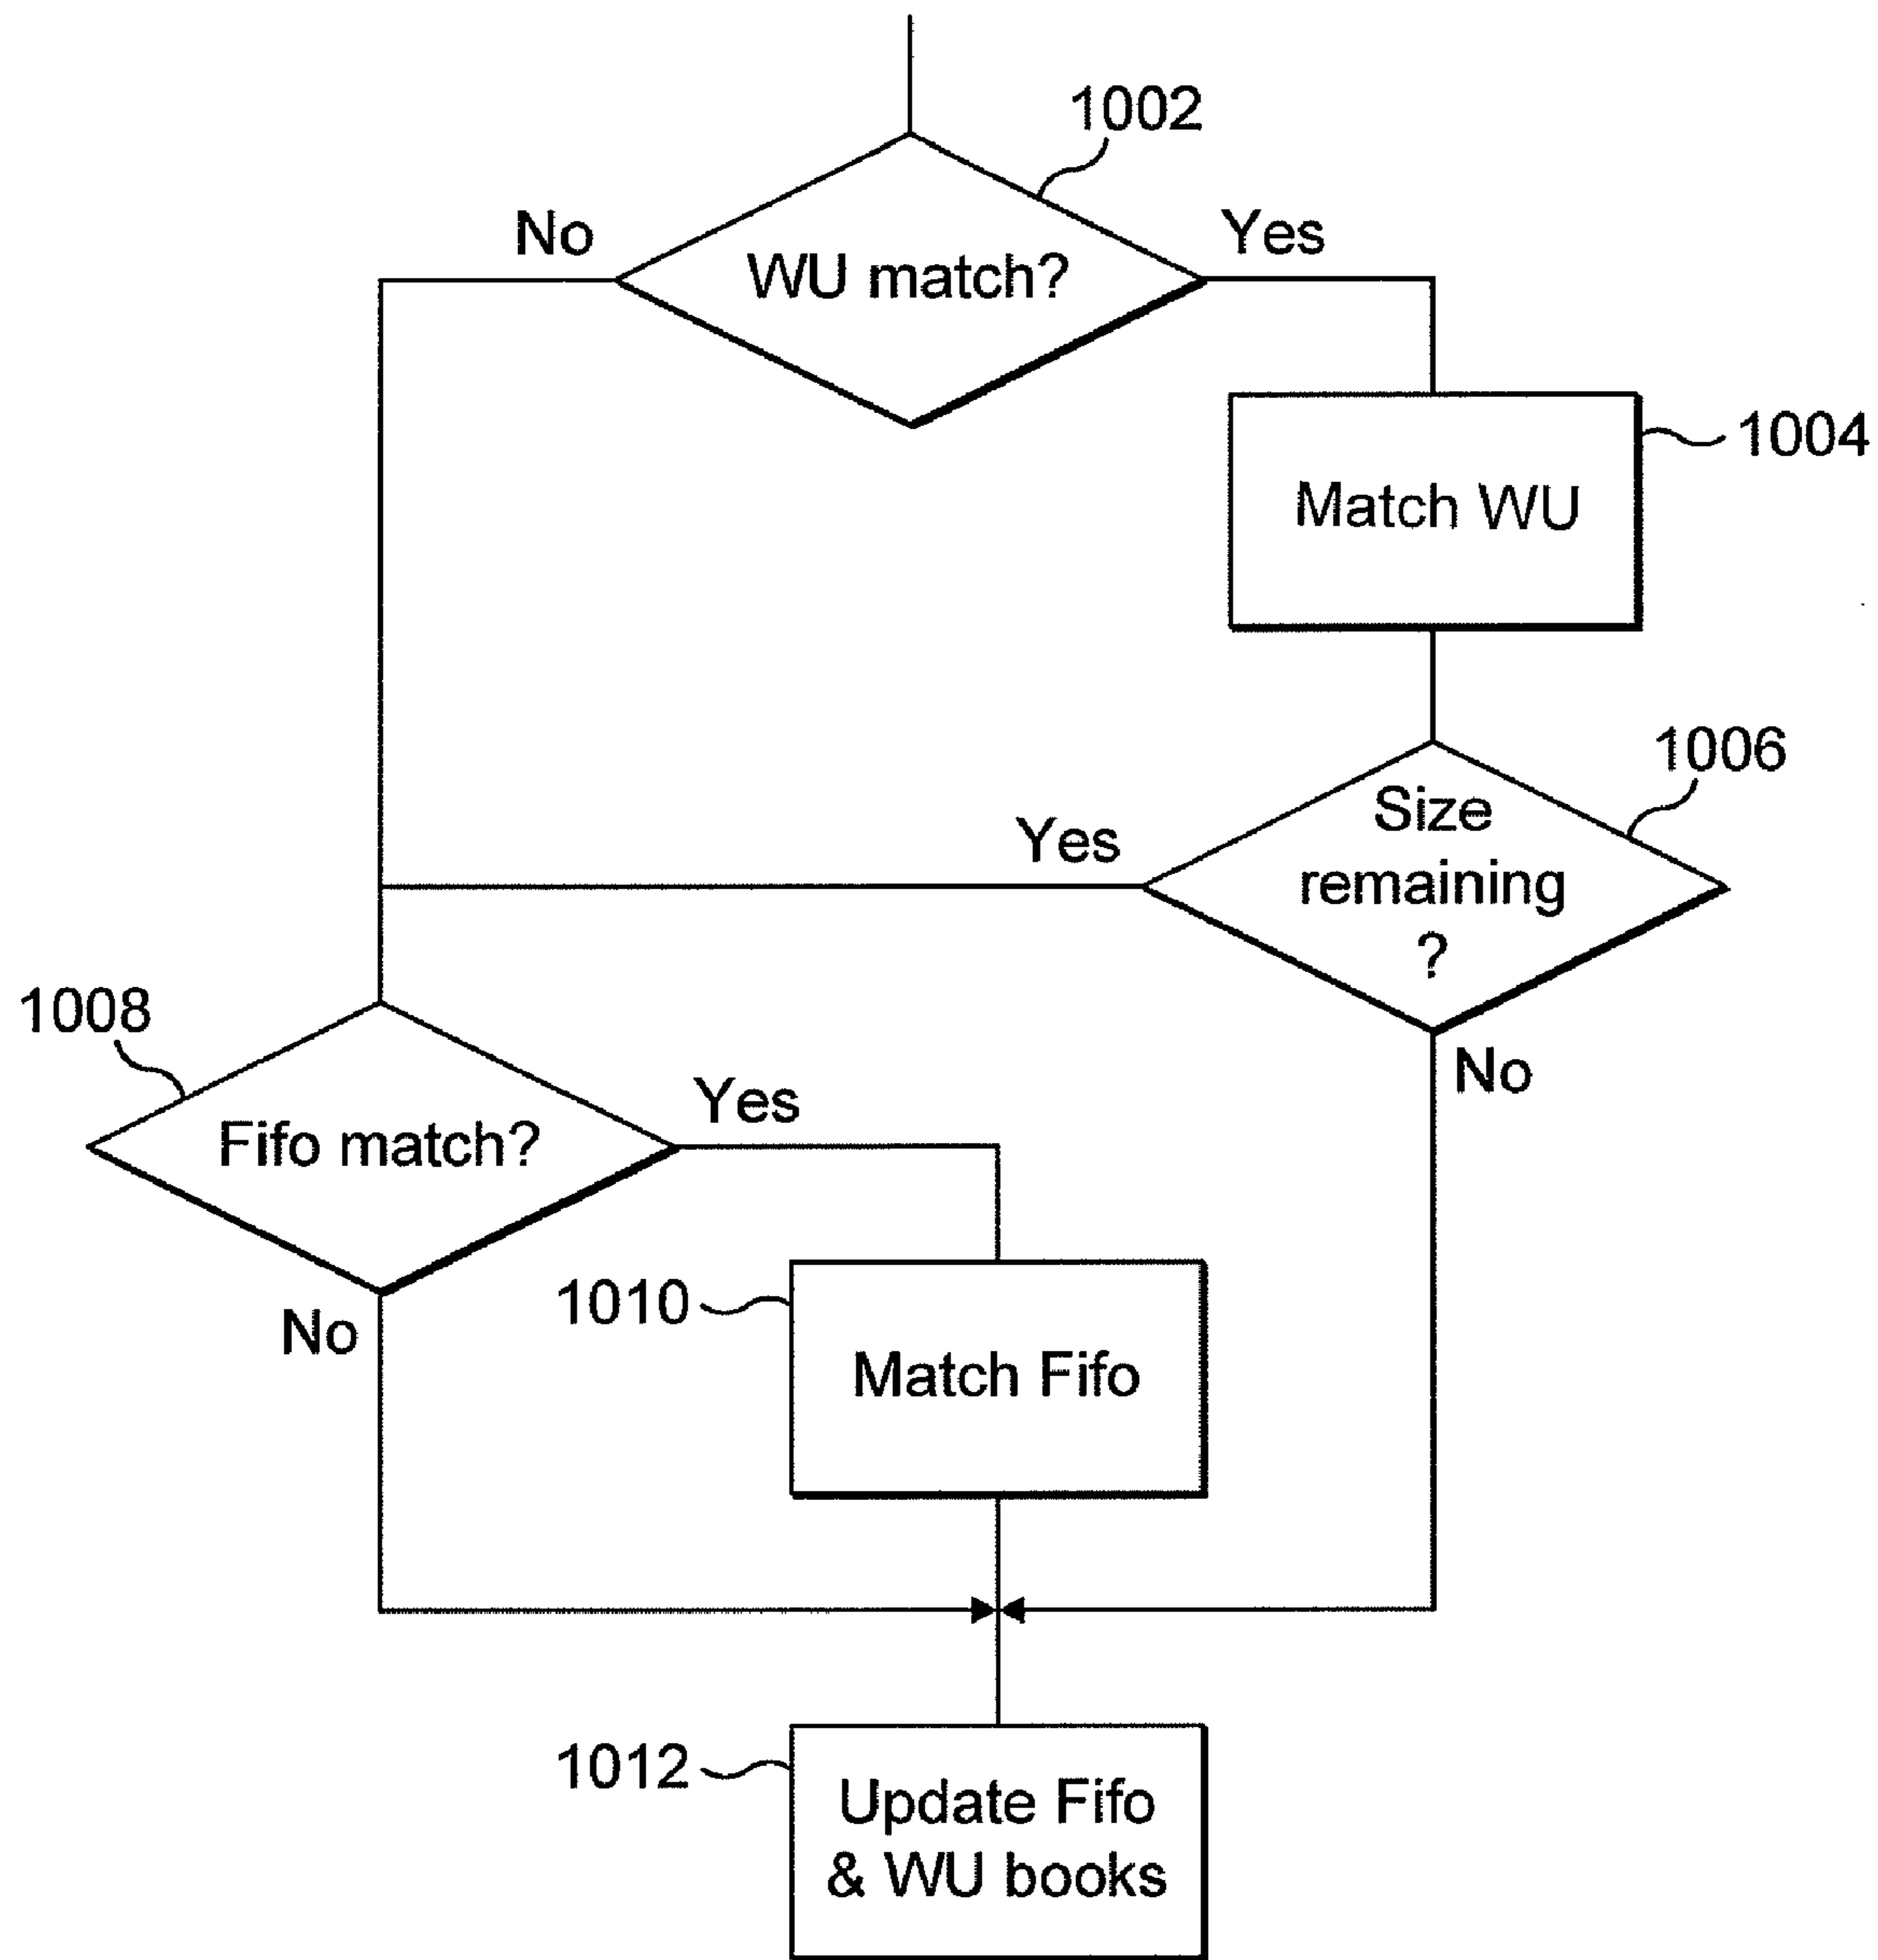 1002
No
Yes
WU match?
1004
Match WU
1006
Size
remaining
?
Yes
1008
No
Yes
Fifo match?
1010
No
Match Fifo
1012
Update Fifo
& WU books